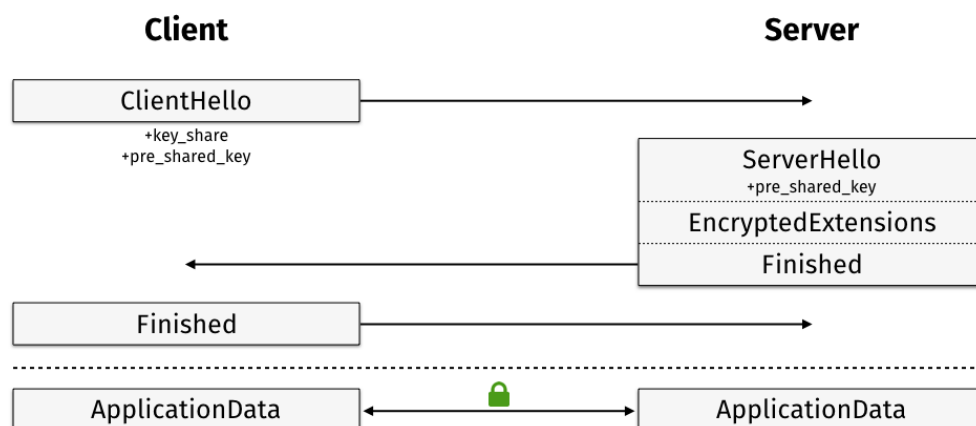 Client
Server
ClientHello
+key_share
+pre_shared_key
ServerHello
+pre_shared_key
EncryptedExtensions
Finished
Finished
ApplicationData
ApplicationData